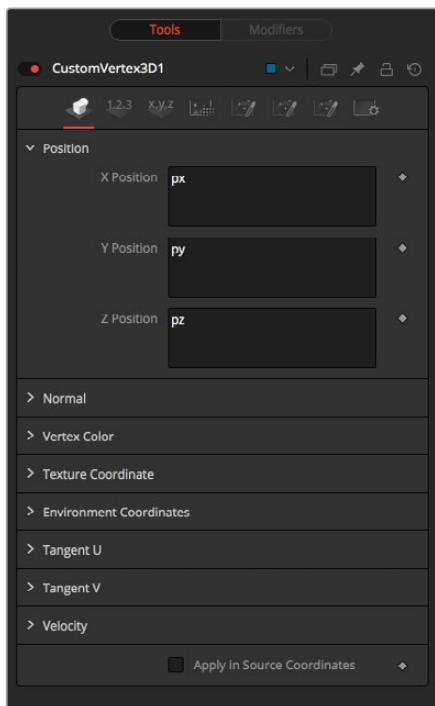 Tools Modifiers
CustomVertex3D1
1,2,3 x,y,z
Position
X Position px
Y Position py
Z Position pz
Normal
Vertex Color
Texture Coordinate
Environment Coordinates
Tangent U
Tangent V
Velocity
Apply in Source Coordinates